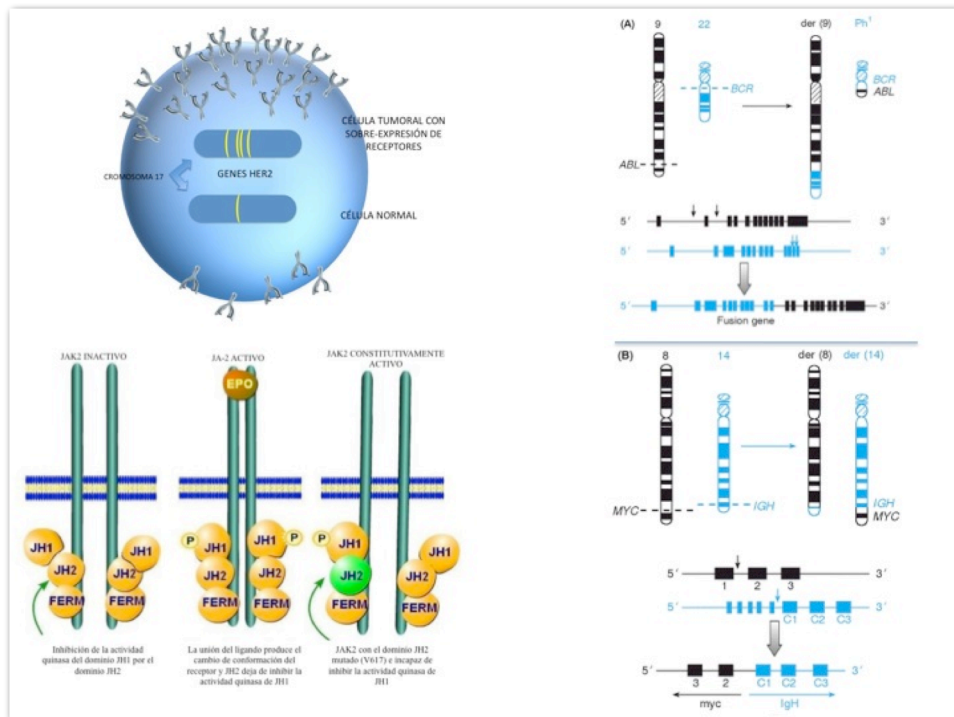 CÉLULA TUMORAL CON
SOBRE-EXPRESIÓN DE
RECEPTORES
CROMOSOMA 17
GENES HER2
CÉLULA NORMAL
JAK2 INACTIVO
JA-2 ACTIVO
JAK2 CONSTITUTIVAMENTE
ACTIVO
EPO
JH1
JH2
FERM
JH1
JH2
FERM
P
JH1
JH2
FERM
JH1
P
JH2
FERM
P
JH1
JH2
FERM
JH1
JH2
FERM
Inhibición de la actividad
quinasa del dominio JH1 por el
dominio JH2
La unión del ligando produce el
cambio de conformación del
receptor y JH2 deja de inhibir la
actividad quinasa de JH1
JAK2 con el dominio JH2
mutado (V617) e incapaz de
inhibir la actividad quinasa de
JH1
(A) 9 22 der (9) Ph¹
BCR
ABL
BCR
ABL
5´ 3´
5´ 3´
5´ 3´
Fusion gene
(B) 8 14 der (8) der (14)
MYC
IGH
IGH
MYC
5´ 3´
1 2 3
5´ 3´
C1 C2 C3
5´ 3´
3 2 C1 C2 C3
myc IgH